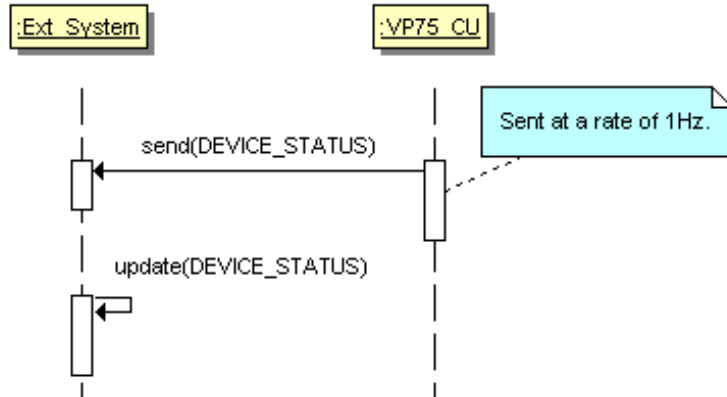 :Ext_System
:VP75_CU
Sent at a rate of 1Hz.
send(DEVICE_STATUS)
update(DEVICE_STATUS)